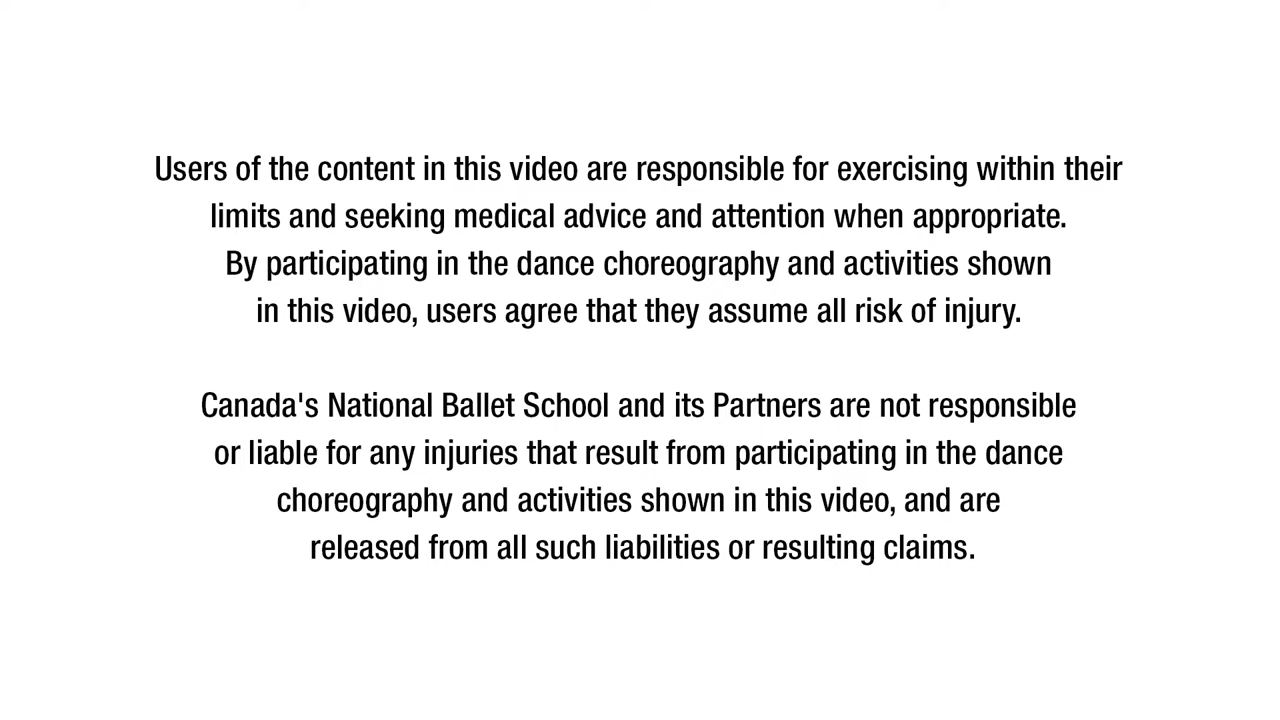 Users of the content in this video are responsible for exercising within their
limits and seeking medical advice and attention when appropriate.
By participating in the dance choreography and activities shown
in this video, users agree that they assume all risk of injury.
Canada's National Ballet School and its Partners are not responsible
or liable for any injuries that result from participating in the dance
choreography and activities shown in this video, and are
released from all such liabilities or resulting claims.